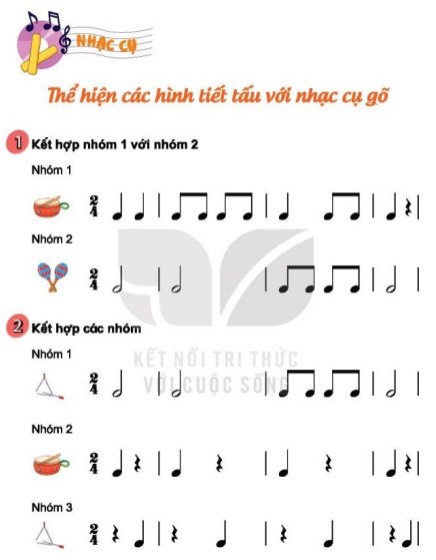 NHẠC CỤ
Thể hiện các hình tiết tấu với nhạc cụ gõ
1 Kết hợp nhóm 1 với nhóm 2
Nhóm 1
2
4
Nhóm 2
2
4
2 Kết hợp các nhóm
KẾT NỐI TRI THỨC
VỚI CUỘC SỐNG
Nhóm 1
2
4
Nhóm 2
2
4
Nhóm 3
2
4